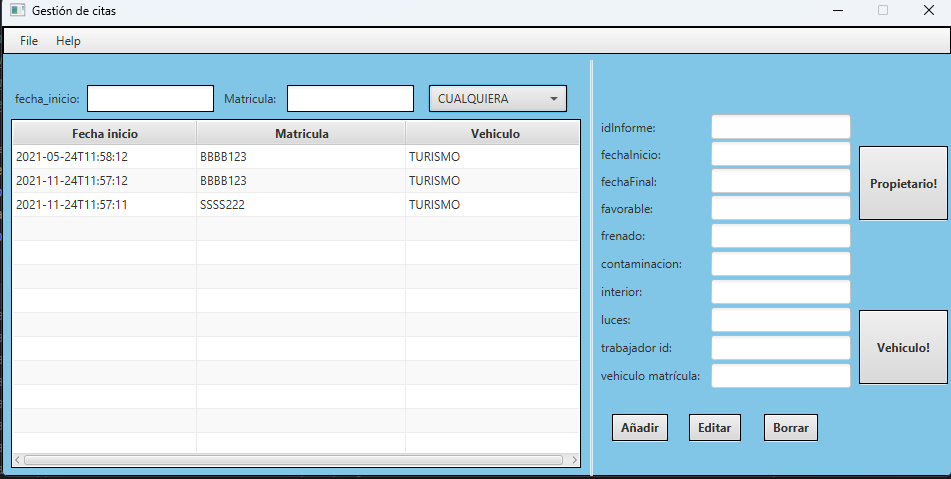 Gestión de citas
File Help
fecha_inicio: Matricula: CUALQUIERA
Fecha inicio Matricula Vehiculo
2021-05-24T11:58:12 BBBB123 TURISMO
2021-11-24T11:57:12 BBBB123 TURISMO
2021-11-24T11:57:11 SSSS222 TURISMO
idInforme:
fechaInicio:
fechaFinal:
favorable:
frenado:
contaminacion:
interior:
luces:
trabajador id:
vehiculo matrícula:
Propietario!
Vehiculo!
Añadir Editar Borrar